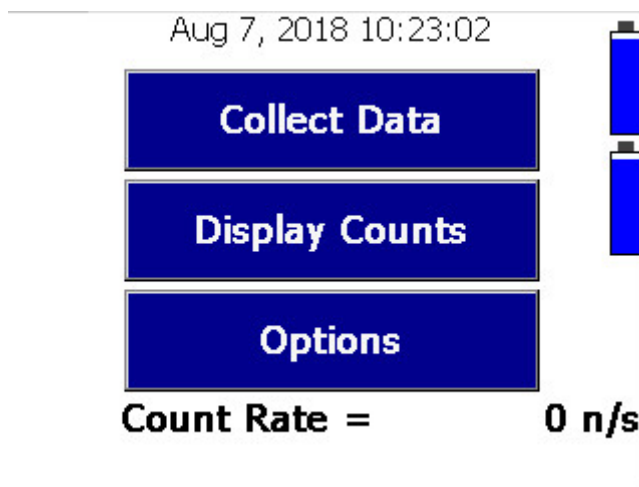 Aug 7, 2018 10:23:02
Collect Data
Display Counts
Options
Count Rate = 0 n/s